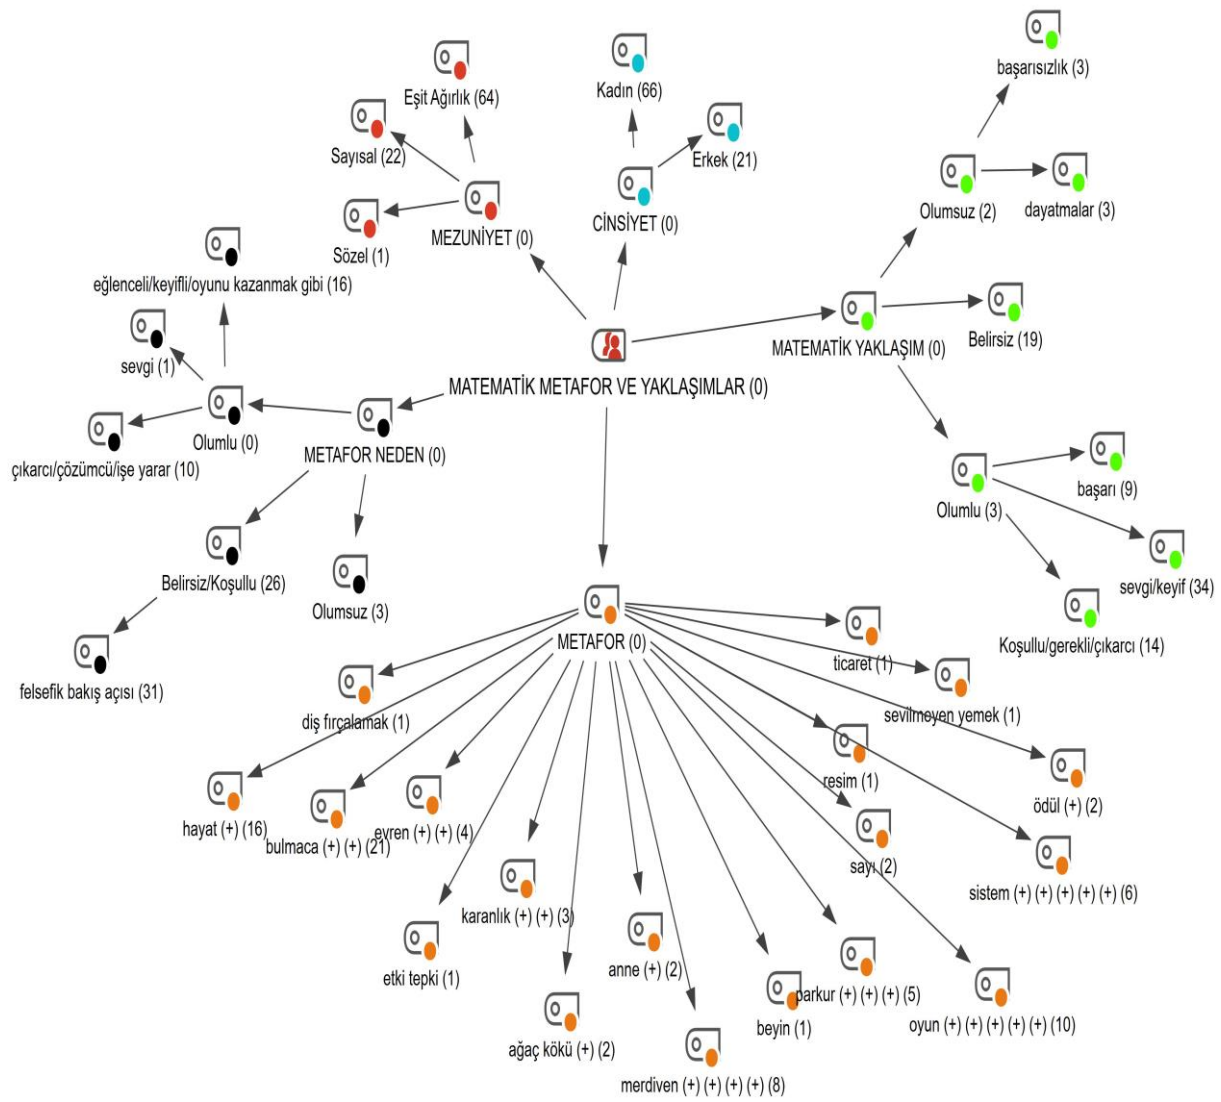 başarısızlık (3)
Kadın (66)
Eşit Ağırlık (64)
Sayısal (22)
Erkek (21)
Olumsuz (2)
dayatmalar (3)
CİNSİYET (0)
MEZUNİYET (0)
Sözel (1)
eğlenceli/keyifli/oyunu kazanmak gibi (16)
Belirsiz (19)
MATEMATİK YAKLAŞIM (0)
sevgi (1)
MATEMATİK METAFOR VE YAKLAŞIMLAR (0)
Olumlu (0)
METAFOR NEDEN (0)
çıkarcı/çözümcü/işe yarar (10)
başarı (9)
Olumlu (3)
Belirsiz/Koşullu (26)
sevgi/keyif (34)
Olumsuz (3)
METAFOR (0)
Koşullu/gerekli/çıkarcı (14)
ticaret (1)
felsefik bakış açısı (31)
sevilmeyen yemek (1)
diş fırçalamak (1)
resim (1)
ödül (+) (2)
hayat (+) (16)
evren (+) (+) (4)
bulmaca (+) (+) (21)
sayı (2)
sistem (+) (+) (+) (+) (+) (6)
karanlık (+) (+) (3)
anne (+) (2)
etki tepki (1)
parkur (+) (+) (+) (5)
oyun (+) (+) (+) (+) (+) (10)
beyin (1)
ağaç kökü (+) (2)
merdiven (+) (+) (+) (+) (8)